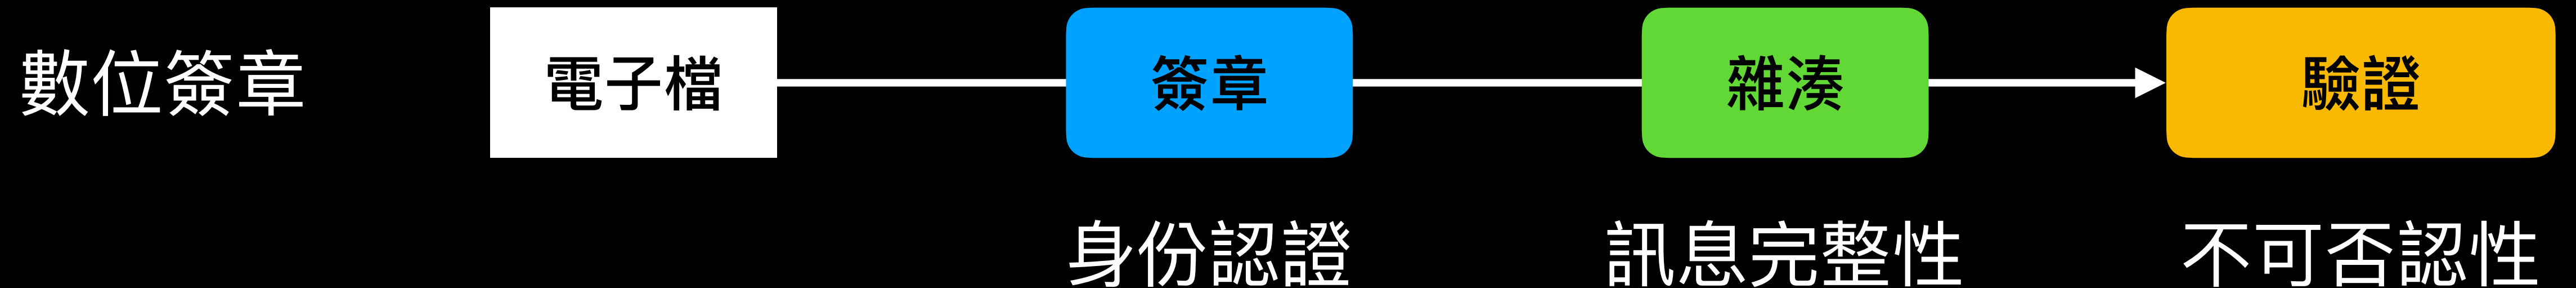 數位簽章
電子檔
簽章
雜湊
驗證
身份認證
訊息完整性
不可否認性